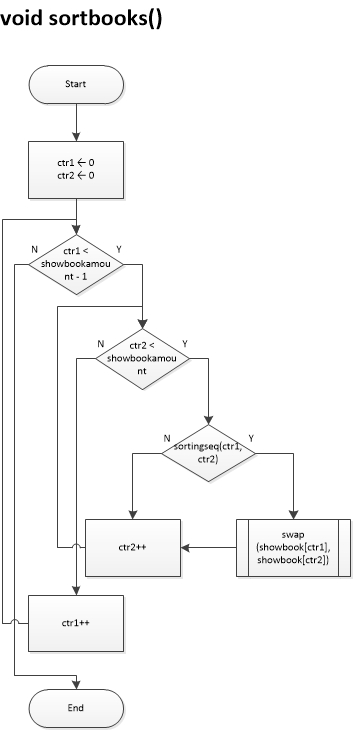 void sortbooks()
Start
ctr1 ← 0
ctr2 ← 0
N
Y
ctr1 <
showbookamou
nt - 1
N
Y
ctr2 <
showbookamou
nt
N
Y
sortingseq(ctr1,
ctr2)
ctr2++
swap
(showbook[ctr1],
showbook[ctr2])
ctr1++
End